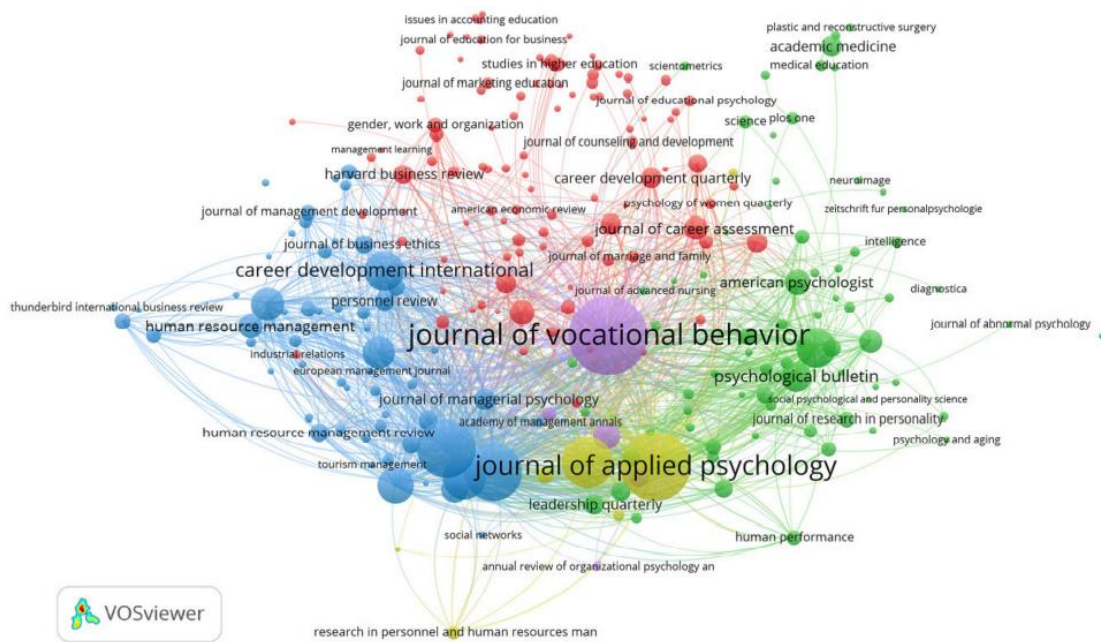 issues in accounting education
plastic and reconstructive surgery
journal of education for business
academic medicine
studies in higher education
scientometrics
medical education
journal of marketing education
journal of educational psychology
gender, work and organization
science
plos one
journal of counseling and development
management learning
harvard business review
career development quarterly
neuroimage
psychology of women quarterly
journal of management development
american economic review
zeitschrift fur personalpsychologie
journal of career assessment
journal of business ethics
intelligence
journal of marriage and family
career development international
american psychologist
journal of advanced nursing
diagnostica
personnel review
thunderbird international business review
human resource management
journal of vocational behavior
journal of abnormal psychology
industrial relations
european management journal
psychological bulletin
journal of managerial psychology
social psychological and personality science
academy of management annals
journal of research in personality
human resource management review
psychology and aging
tourism management
journal of applied psychology
leadership quarterly
social networks
human performance
annual review of organizational psychology an
VOSviewer
research in personnel and human resources man